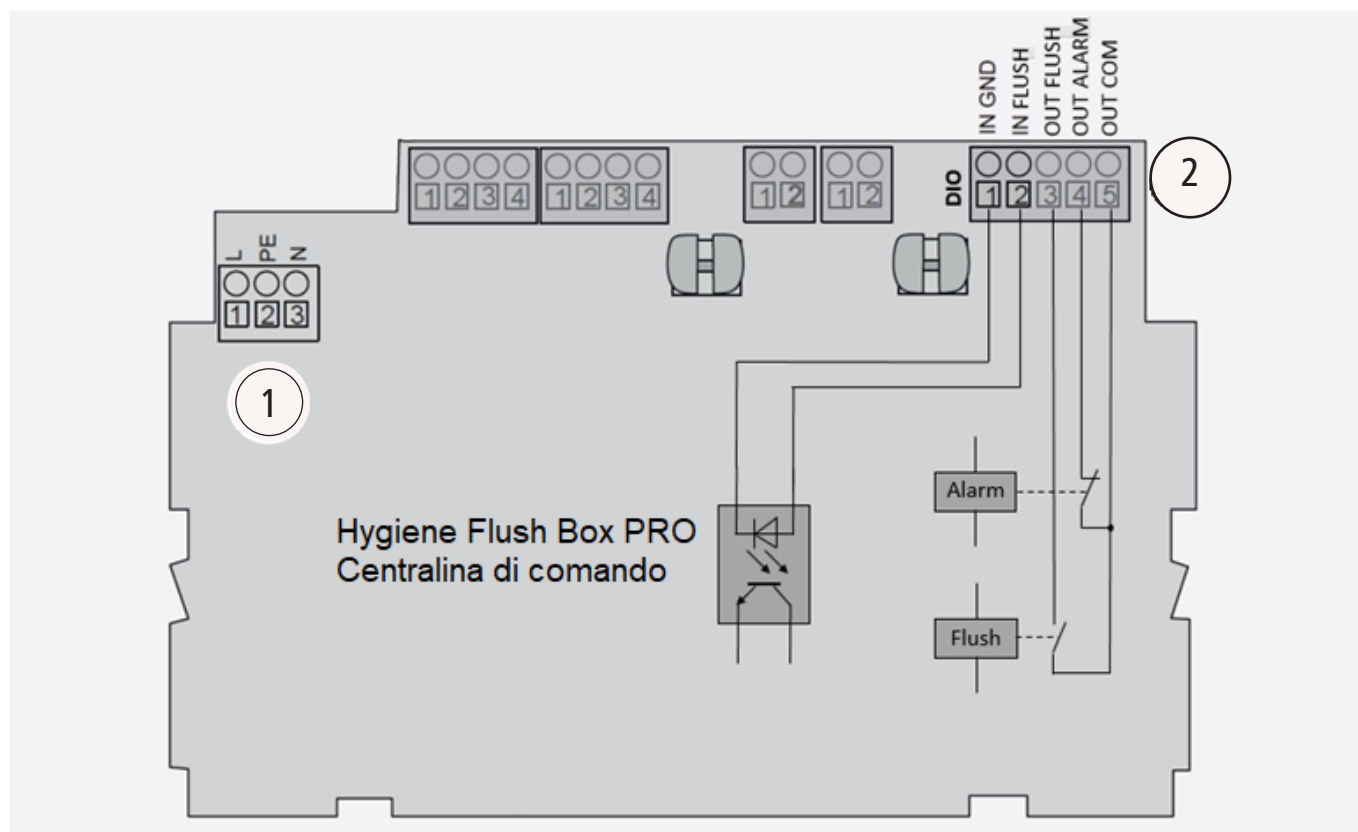 IN GND
IN FLUSH
OUT FLUSH
OUT ALARM
OUT COM
2
1 2 3 4 1 2 3 4 1 2 1 2 DIO 1 2 3 4 5
L PE N
1 2 3
1
Alarm
Hygiene Flush Box PRO
Centralina di comando
Flush